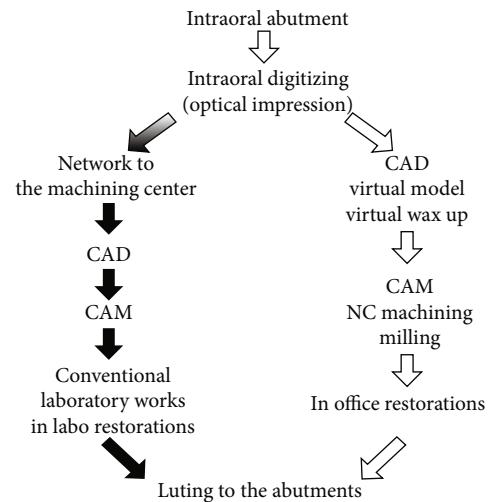 Intraoral abutment
Intraoral digitizing
(optical impression)
Network to
the machining center
CAD
CAM
Conventional
laboratory works
in labo restorations
CAD
virtual model
virtual wax up
CAM
NC machining
milling
In office restorations
Luting to the abutments